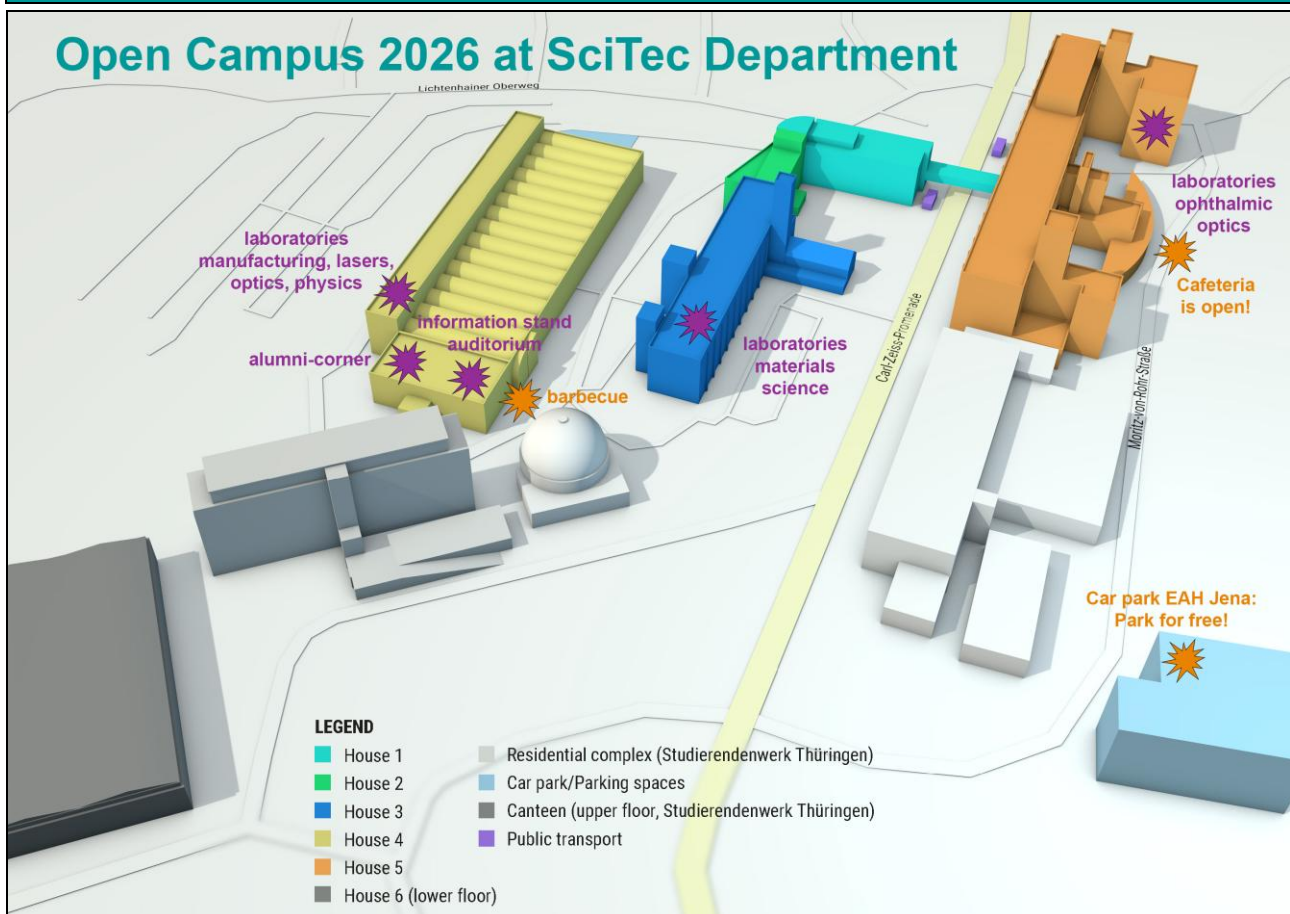 Open Campus 2026 at SciTec Department
Lichtenhainer Oberweg
laboratories
manufacturing, lasers,
optics, physics
information stand
auditorium
alumni-corner
barbecue
laboratories
materials
science
Carl-Zeiss-Promenade
laboratories
ophthalmic
optics
Cafeteria
is open!
Moritz-von-Rohr-Straße
Car park EAH Jena:
Park for free!
LEGEND
House 1
House 2
House 3
House 4
House 5
House 6 (lower floor)
Residential complex (Studierendenwerk Thüringen)
Car park/Parking spaces
Canteen (upper floor, Studierendenwerk Thüringen)
Public transport